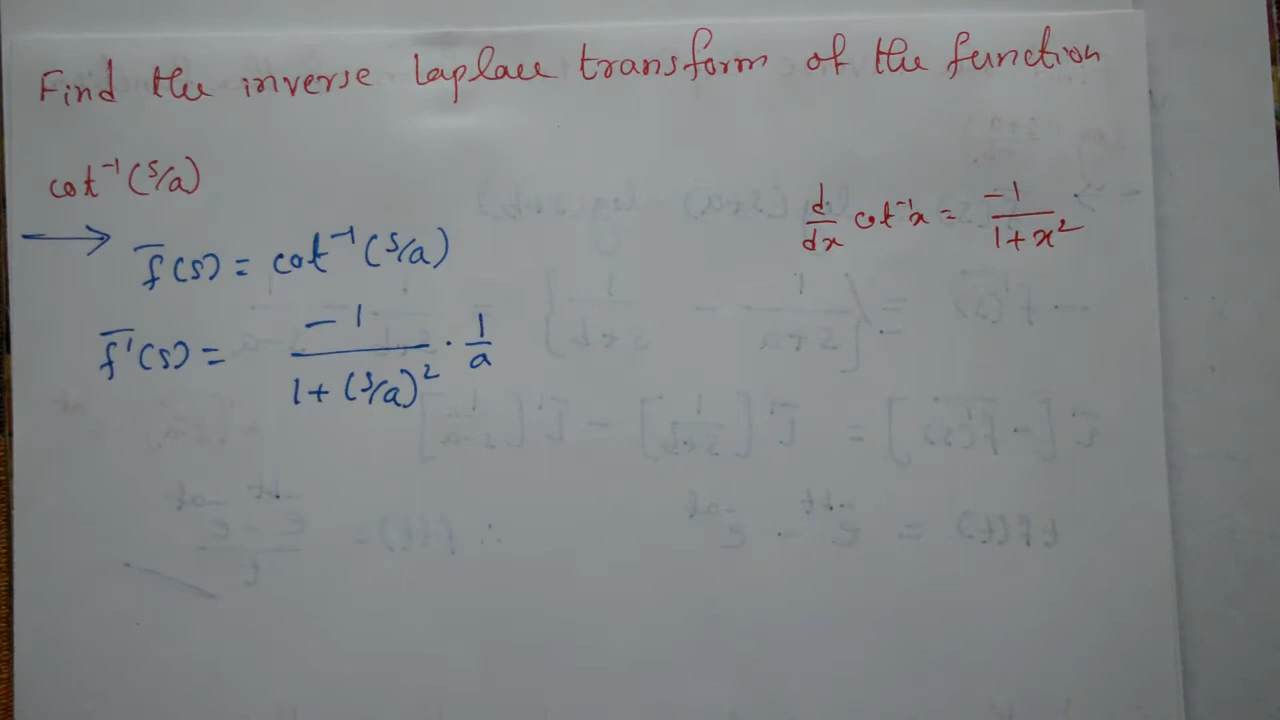 Find the inverse Laplace transform of the function
cot⁻¹(s/a)
d/dx cot⁻¹x = -1/1+x²
→ f̄(s) = cot⁻¹(s/a)
f̄'(s) = -1/1+(s/a)² · 1/a